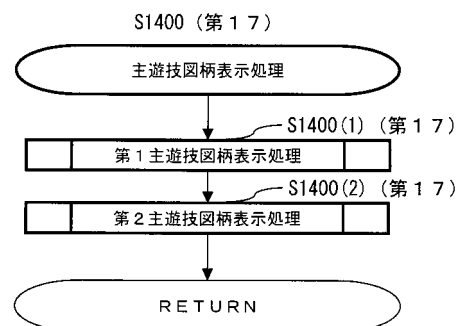 S1400 (第17)
主遊技図柄表示処理
S1400(1) (第17)
第1主遊技図柄表示処理
S1400(2) (第17)
第2主遊技図柄表示処理
RETURN